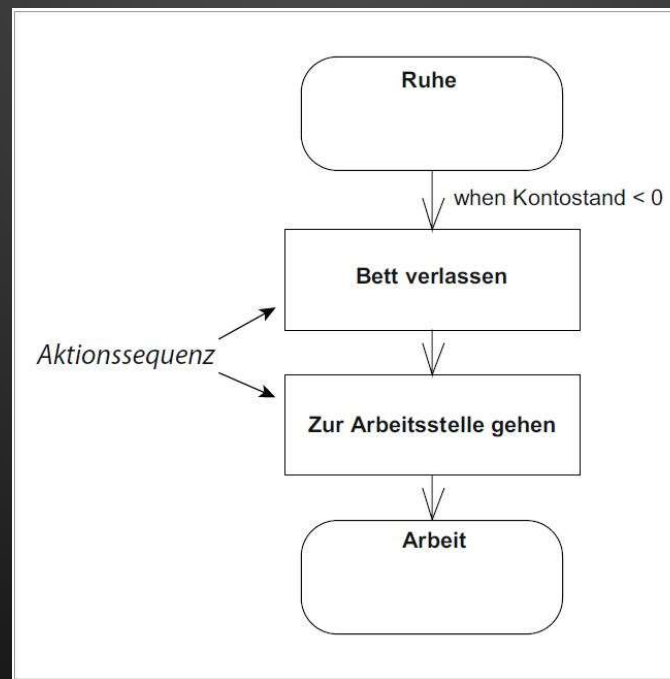 Ruhe
when Kontostand < 0
Bett verlassen
Aktionssequenz
Zur Arbeitsstelle gehen
Arbeit